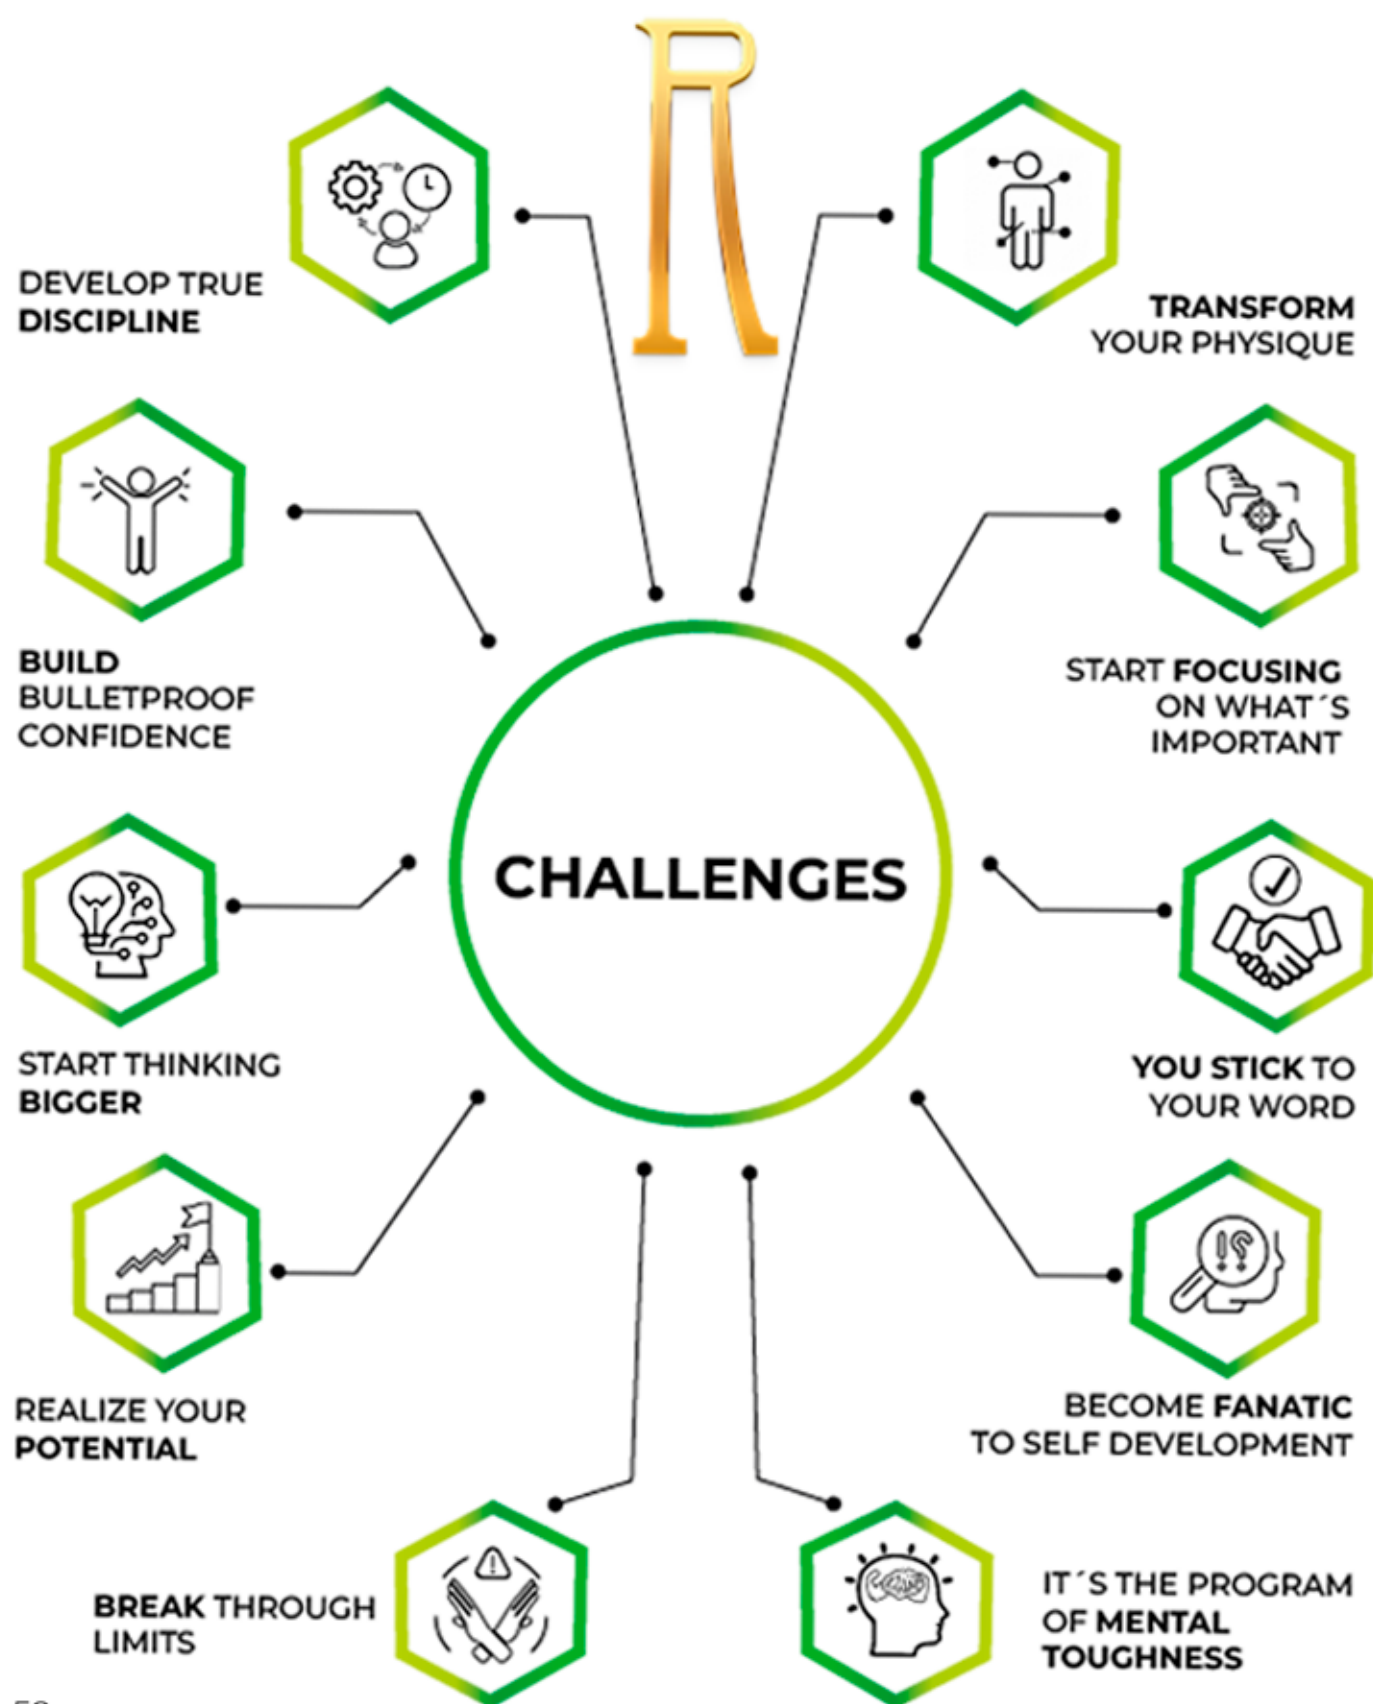 R
DEVELOP TRUE
DISCIPLINE
TRANSFORM
YOUR PHYSIQUE
BUILD
BULLETPROOF
CONFIDENCE
START FOCUSING
ON WHAT´S
IMPORTANT
CHALLENGES
START THINKING
BIGGER
YOU STICK TO
YOUR WORD
REALIZE YOUR
POTENTIAL
BECOME FANATIC
TO SELF DEVELOPMENT
BREAK THROUGH
LIMITS
IT´S THE PROGRAM
OF MENTAL
TOUGHNESS